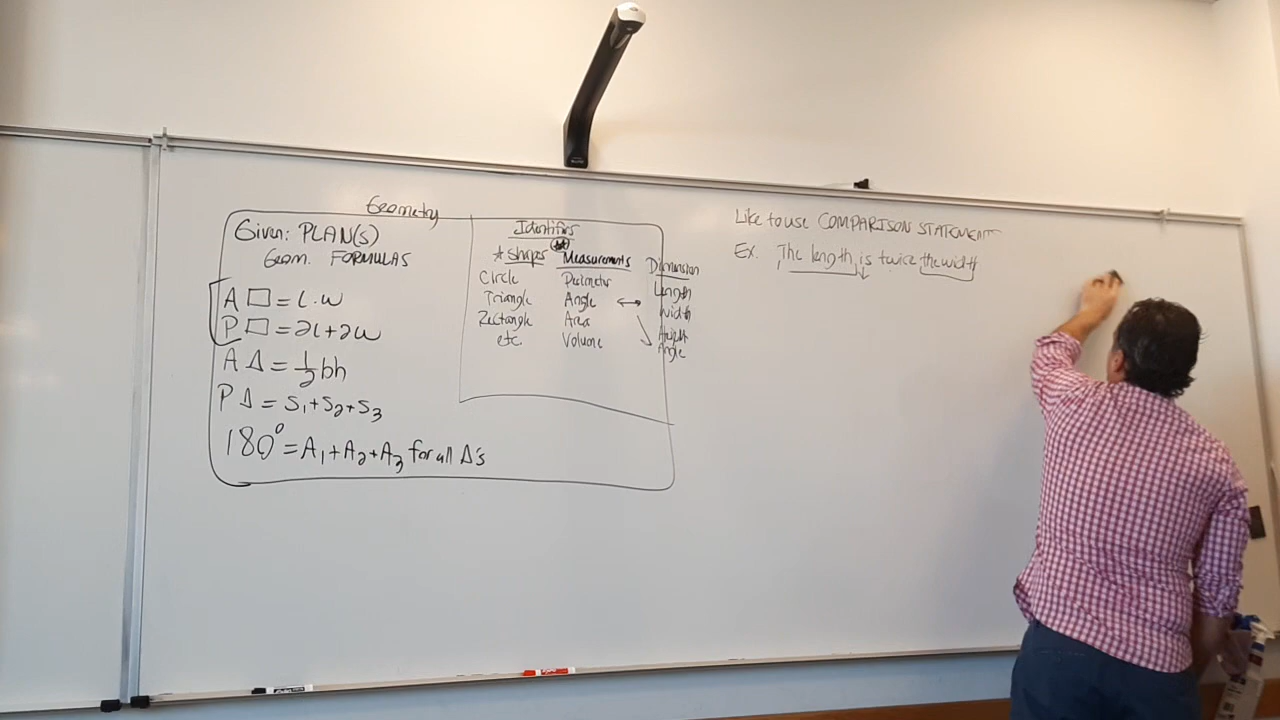 Geometry
Given: PLAN(S)
Geom. FORMULAS
A □ = l·w
P □ = 2l+2w
A Δ = 1/2 bh
P Δ = S1+S2+S3
180° = A1+A2+A3 for all Δ's
Identifiers
*Shapes
Circle
Triangle
Rectangle
etc.
Measurements
Perimeter
Angle
Area
Volume
Dimension
Length
Width
Height
Angle
Like to use COMPARISON STATEMENTS
Ex. The length is twice the width